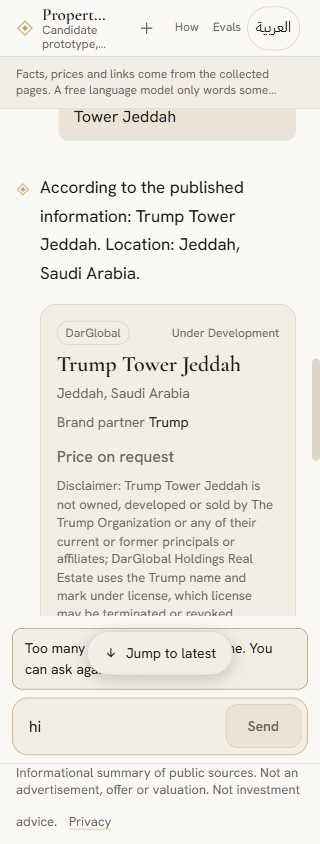 Propert...
Candidate
prototype,...
+
How
Evals
العربية
Facts, prices and links come from the collected
pages. A free language model only words some...
Tower Jeddah
According to the published
information: Trump Tower
Jeddah. Location: Jeddah,
Saudi Arabia.
DarGlobal
Under Development
Trump Tower Jeddah
Jeddah, Saudi Arabia
Brand partner Trump
Price on request
Disclaimer: Trump Tower Jeddah is
not owned, developed or sold by The
Trump Organization or any of their
current or former principals or
affiliates; DarGlobal Holdings Real
Estate uses the Trump name and
mark under license, which license
may be terminated or revoked
Too many
You
can ask
↓ Jump to latest
hi
Send
Informational summary of public sources. Not an
advertisement, offer or valuation. Not investment
advice. Privacy